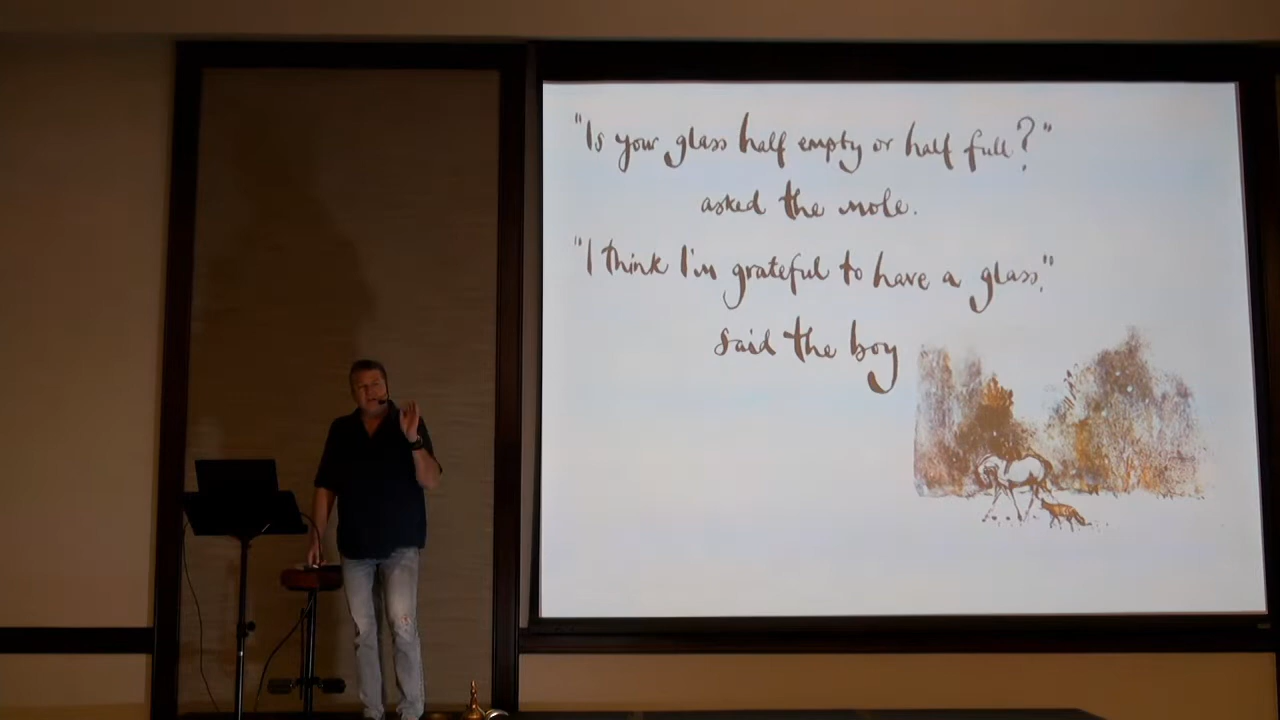 "Is your glass half empty or half full?"
asked the mole.
"I think I'm grateful to have a glass."
said the boy